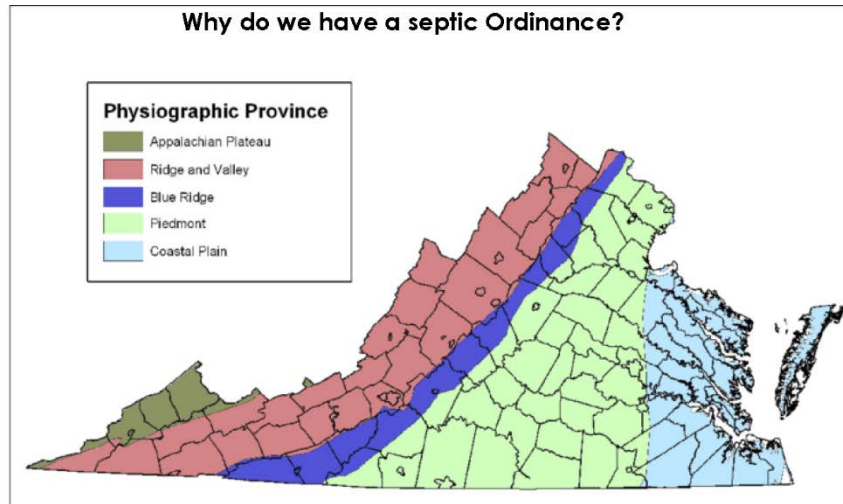 Why do we have a septic Ordinance?
Physiographic Province
Appalachian Plateau
Ridge and Valley
Blue Ridge
Piedmont
Coastal Plain